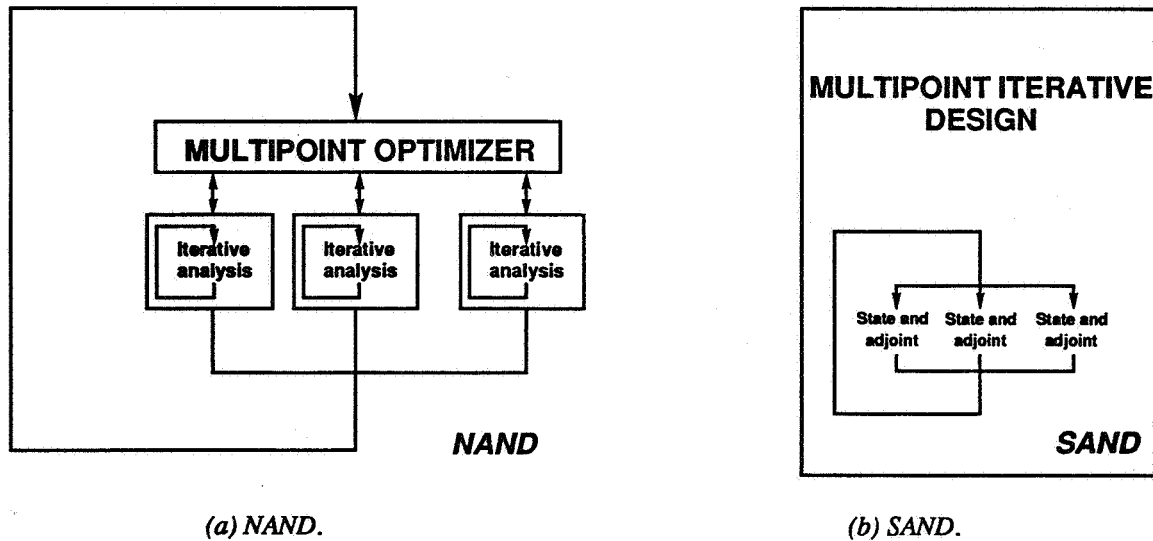 MULTIPOINT OPTIMIZER
Iterative
analysis
Iterative
analysis
Iterative
analysis
NAND
(a) NAND.
MULTIPOINT ITERATIVE
DESIGN
State and
adjoint
State and
adjoint
State and
adjoint
SAND
(b) SAND.